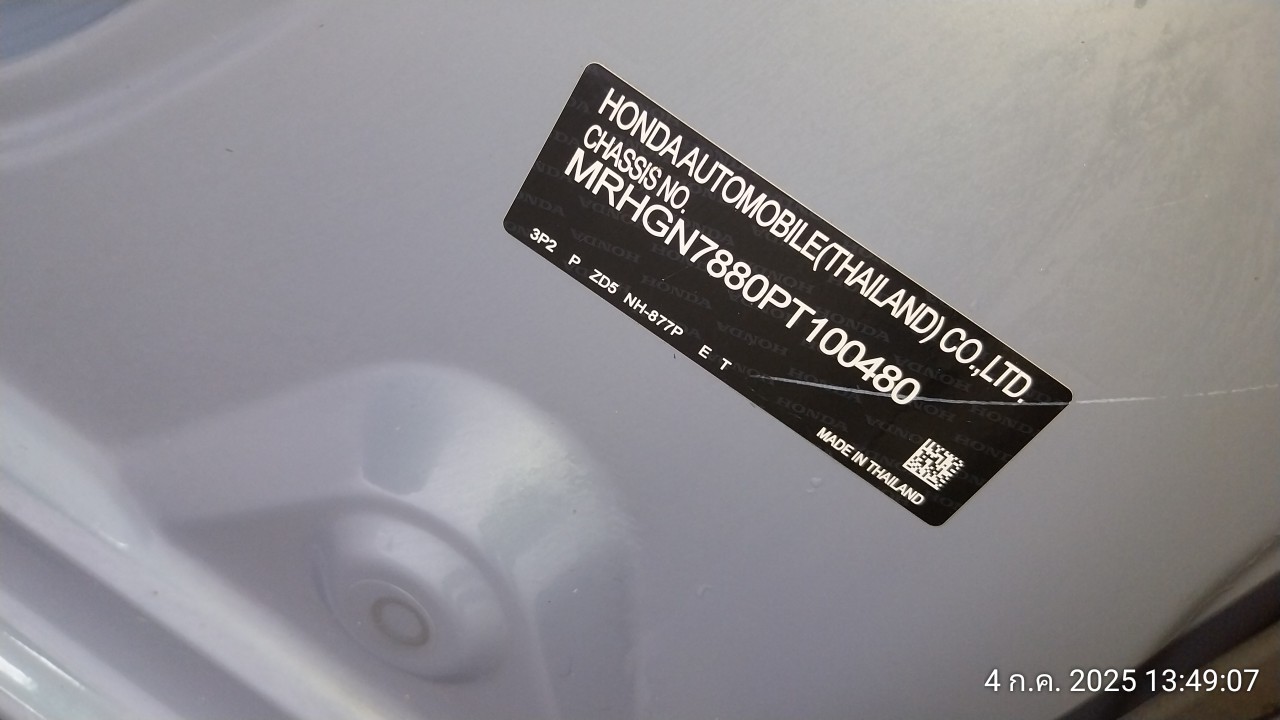 HONDA AUTOMOBILE (THAILAND) CO.,LTD.
CHASSIS NO.
MRHGN7880PT100480
3P2 P ZD5 NH-877P E T
MADE IN THAILAND
4 ก.ค. 2025 13:49:07